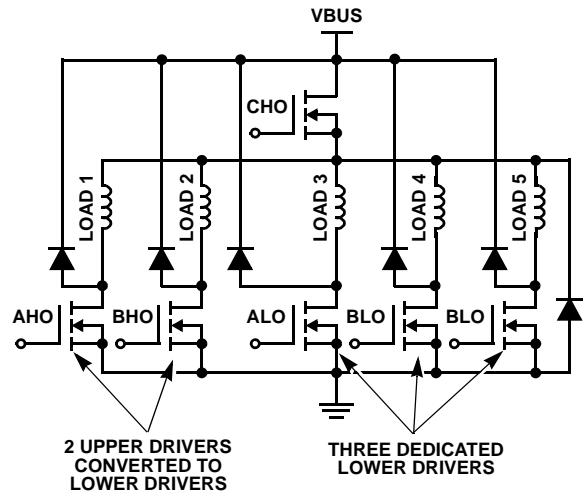 VBUS
CHO
LOAD 1
LOAD 2
LOAD 3
LOAD 4
LOAD 5
AHO
BHO
ALO
BLO
BLO
2 UPPER DRIVERS
CONVERTED TO
LOWER DRIVERS
THREE DEDICATED
LOWER DRIVERS